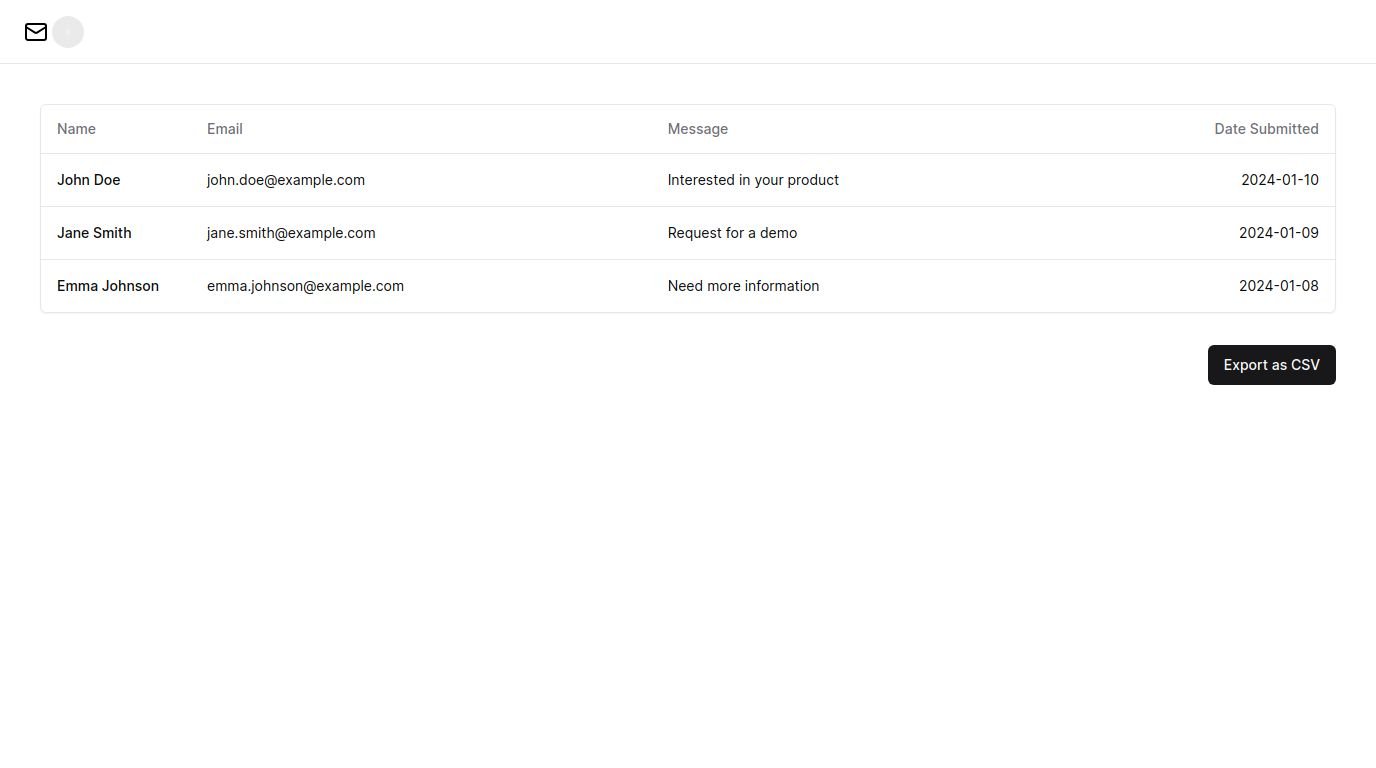 Name Email Message Date Submitted
John Doe john.doe@example.com Interested in your product 2024-01-10
Jane Smith jane.smith@example.com Request for a demo 2024-01-09
Emma Johnson emma.johnson@example.com Need more information 2024-01-08
Export as CSV